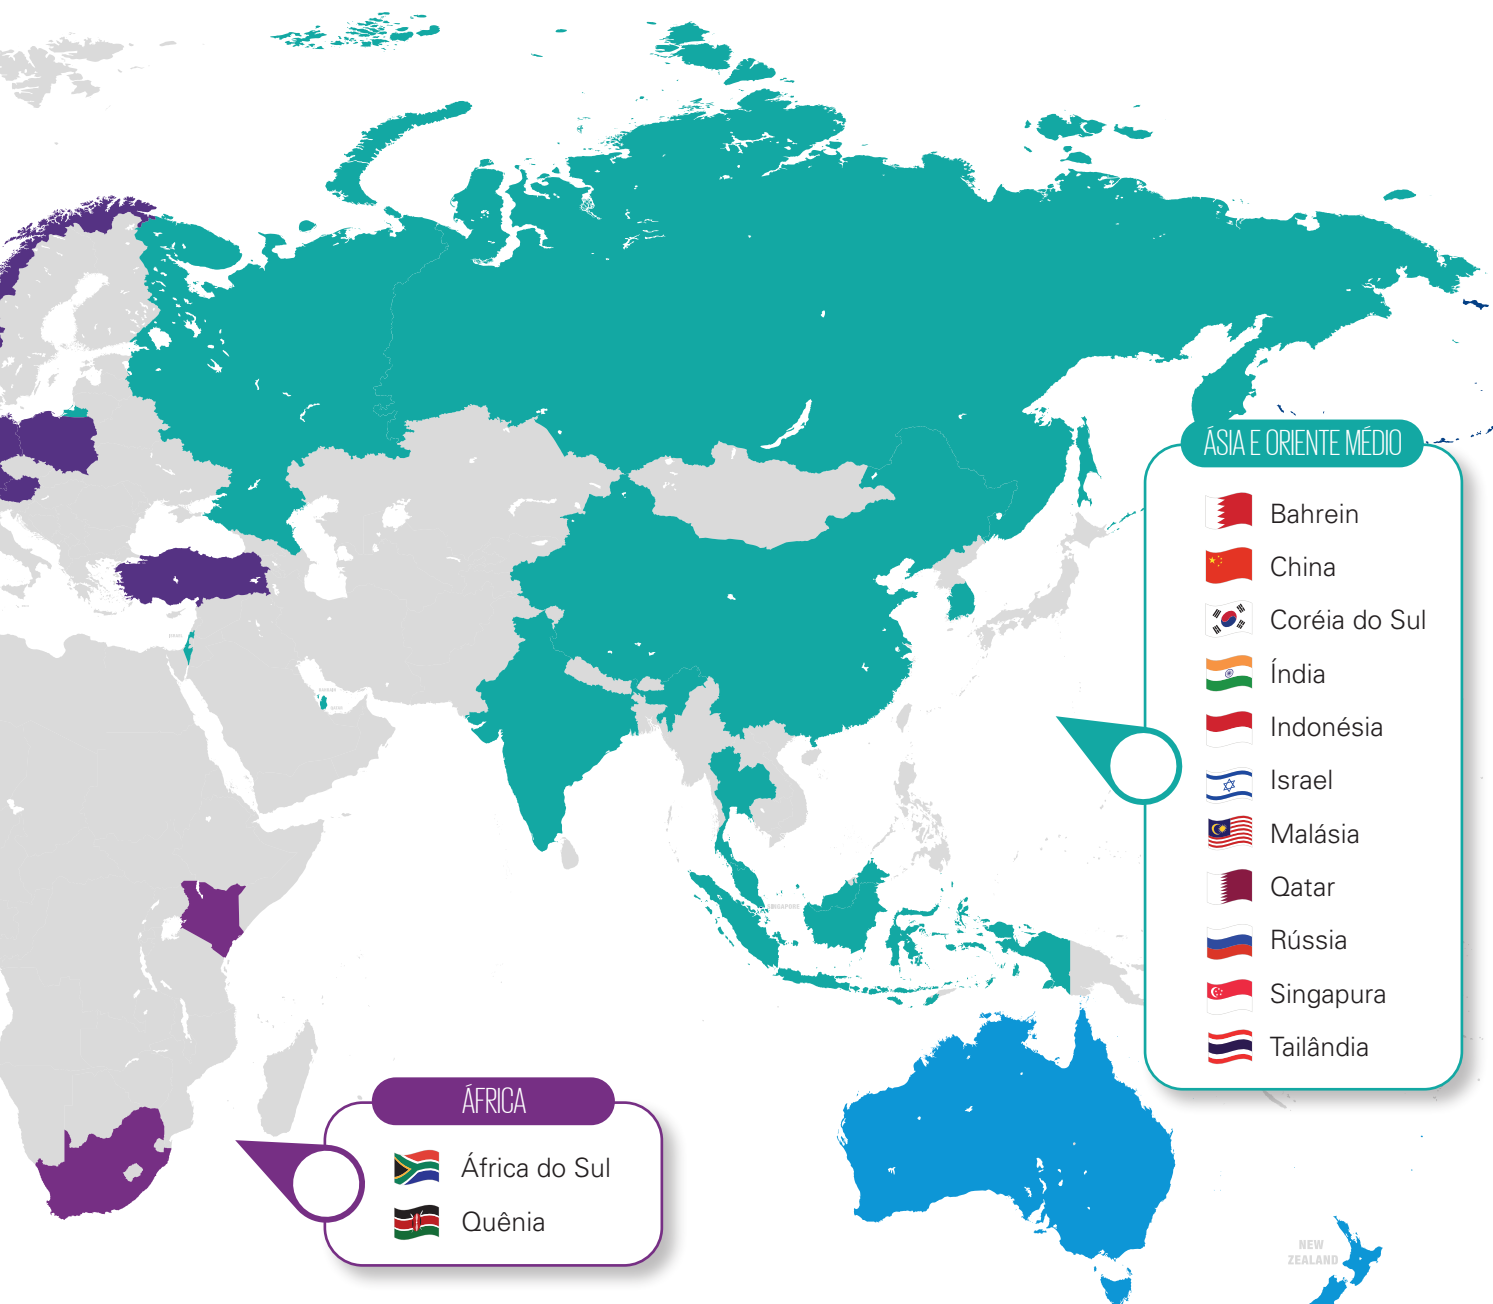 ÁSIA E ORIENTE MÉDIO
Bahrein
China
Coréia do Sul
Índia
Indonésia
Israel
Malásia
Qatar
Rússia
Singapura
Tailândia
SINGAPORE
ÁFRICA
África do Sul
Quênia
NEW
ZEALAND